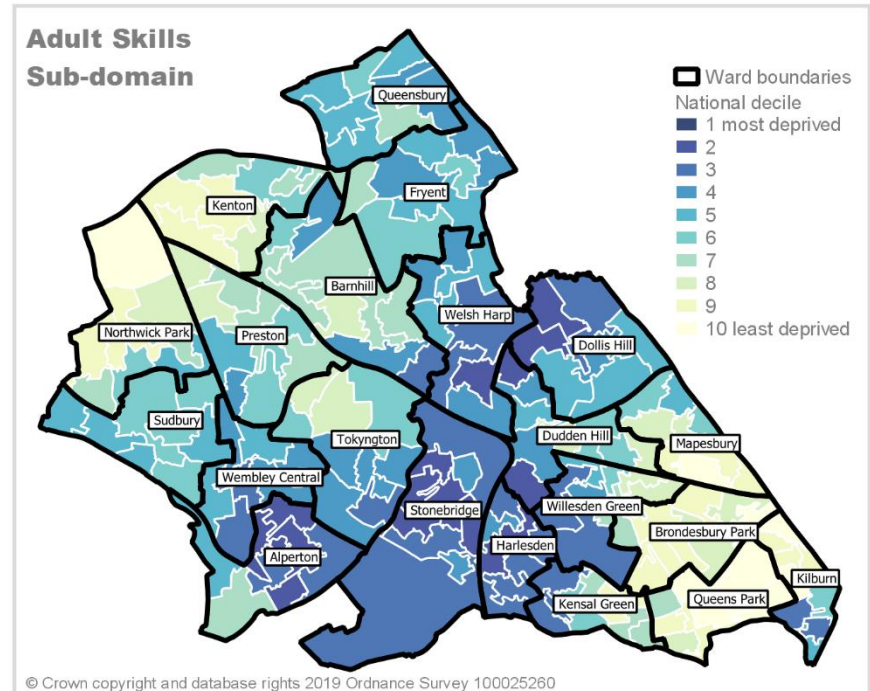 Adult Skills
Sub-domain
Ward boundaries
National decile
1 most deprived
2
3
4
5
6
7
8
9
10 least deprived
Queensbury
Fryent
Kenton
Barnhill
Welsh Harp
Northwick Park
Preston
Dollis Hill
Sudbury
Tokyngton
Dudden Hill
Mapesbury
Wembley Central
Stonebridge
Willesden Green
Brondesbury Park
Alperton
Harlesden
Kilburn
Kensal Green
Queens Park
© Crown copyright and database rights 2019 Ordnance Survey 100025260